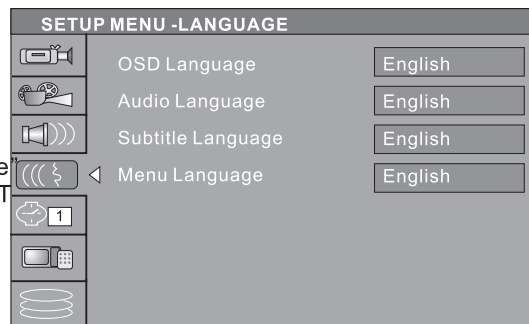 SETUP MENU -LANGUAGE
OSD Language English
Audio Language English
Subtitle Language English
e”
Menu Language English
T
1